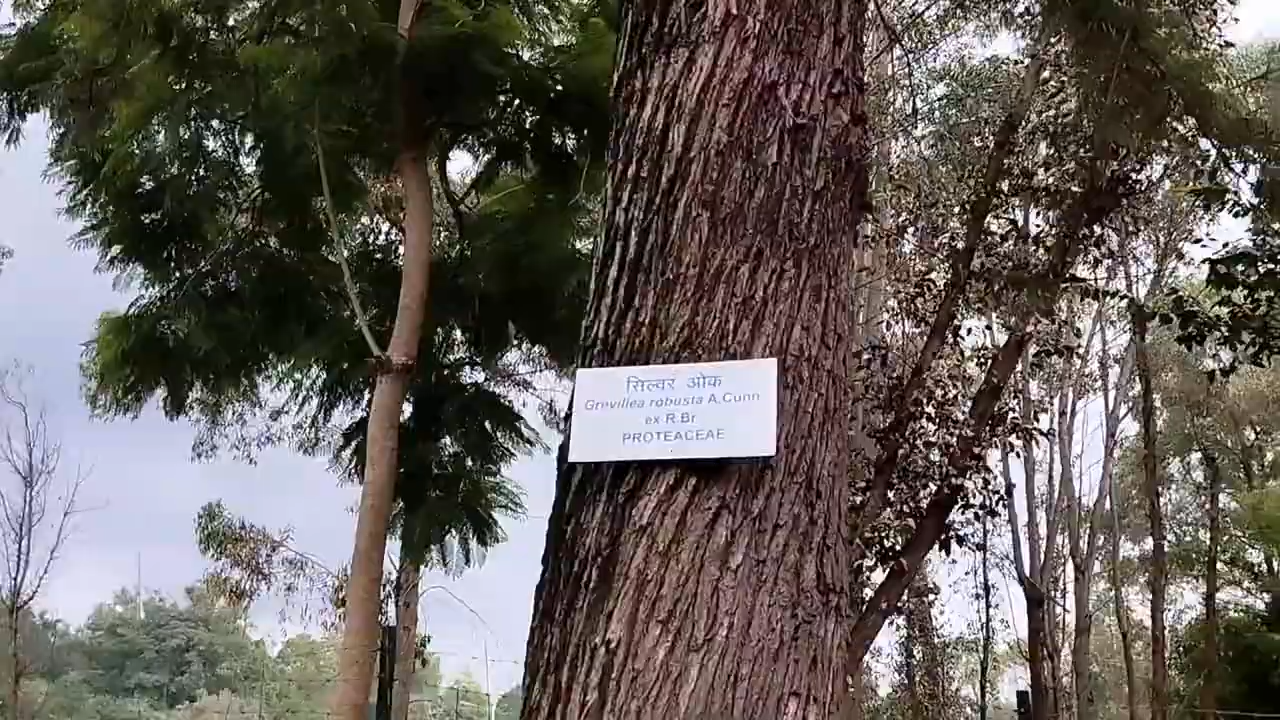 सिल्वर ओक
Grevillea robusta A.Cunn
ex R.Br
PROTEACEAE